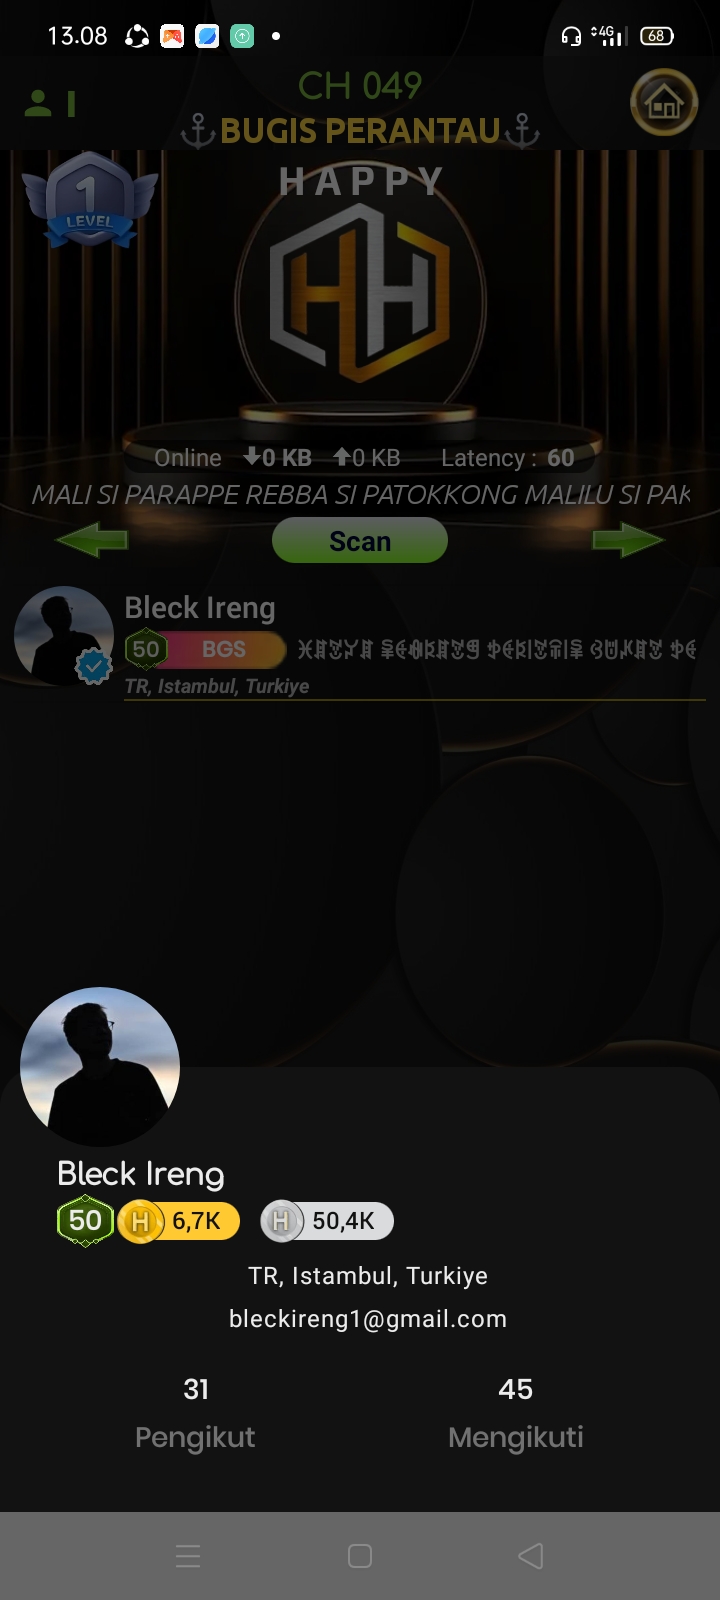 13.08 4G 68
CH 049
⚓BUGIS PERANTAU⚓
HAPPY
1
LEVEL
Online 🡇0 KB 🡅0 KB Latency : 60
MALI SI PARAPPE REBBA SI PATOKKONG MALILU SI PAK
Scan
Bleck Ireng
50 BGS
TR, Istambul, Turkiye
Bleck Ireng
50 H 6,7K H 50,4K
TR, Istambul, Turkiye
bleckireng1@gmail.com
31 45
Pengikut Mengikuti